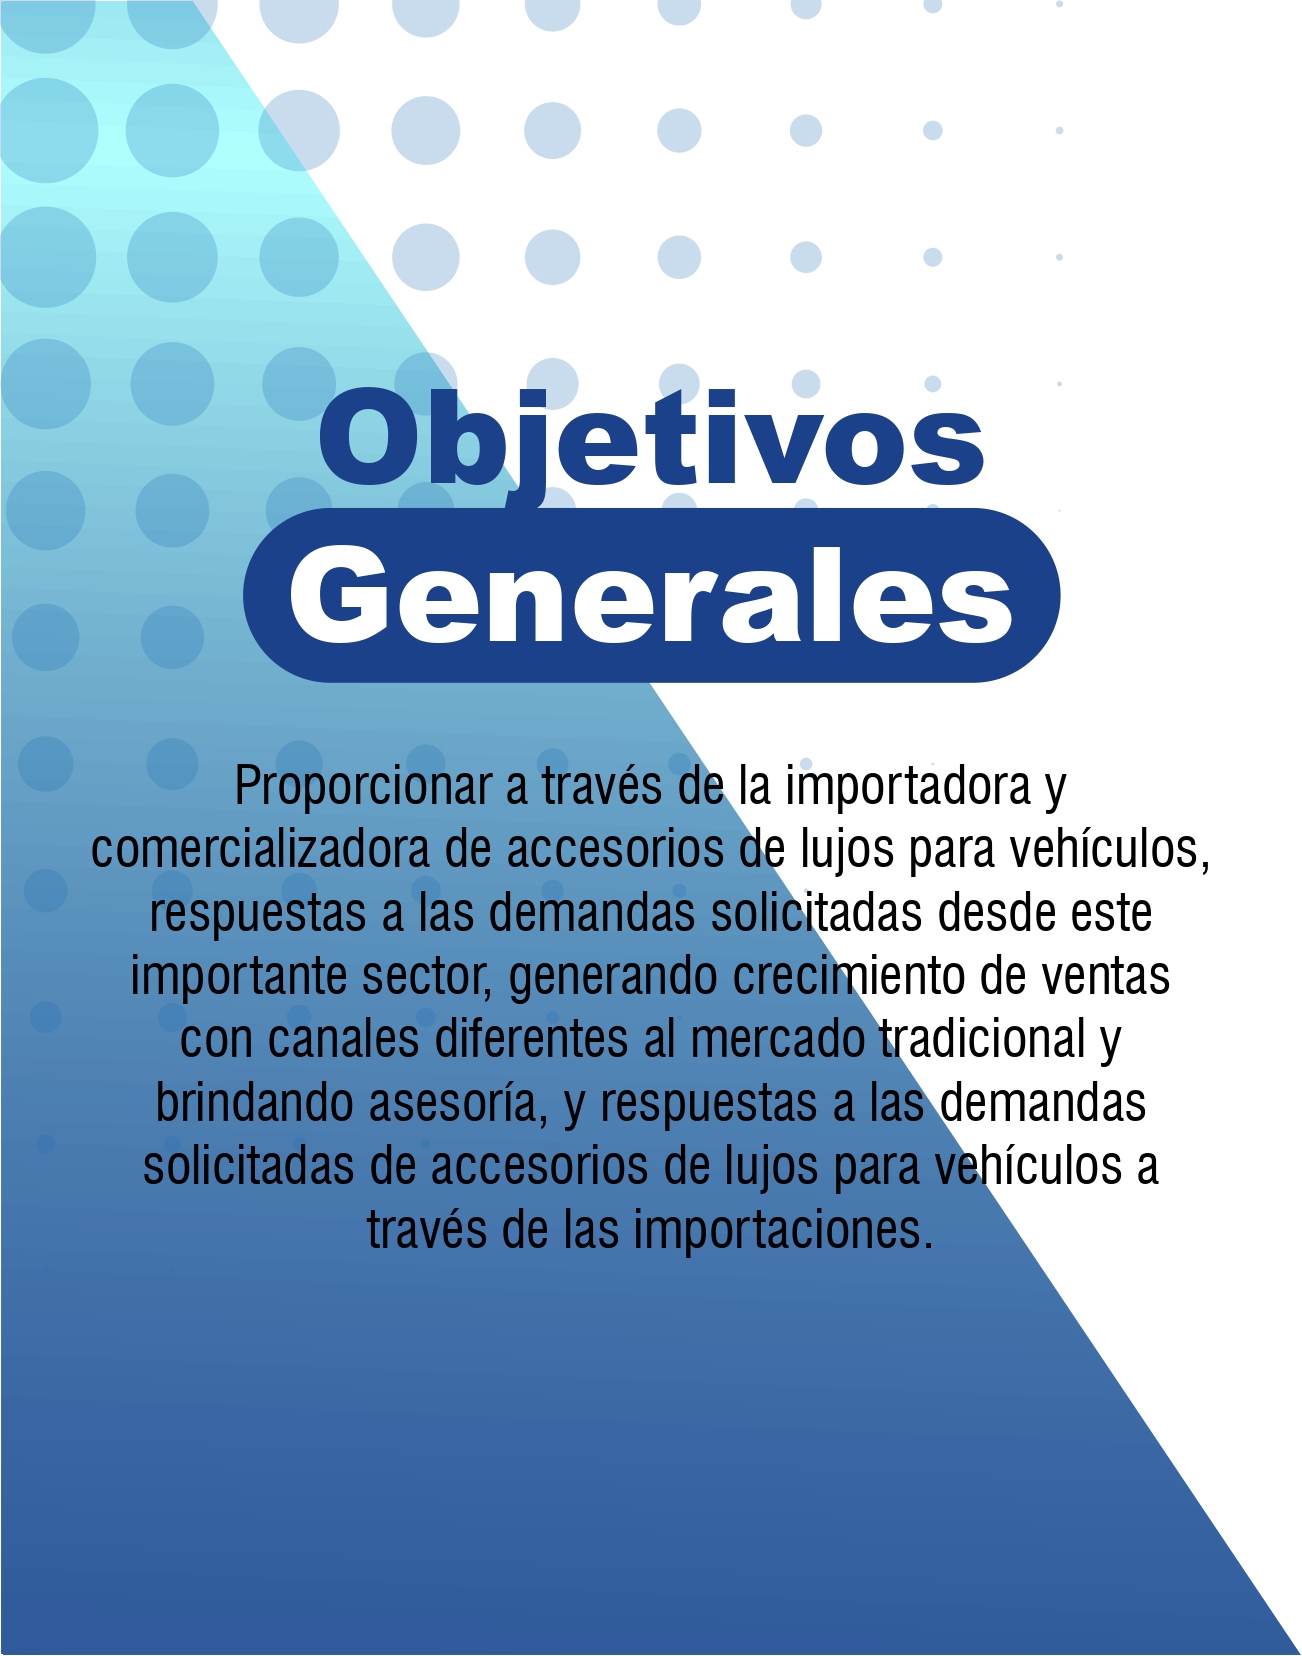 Objetivos
Generales
Proporcionar a través de la importadora y
comercializadora de accesorios de lujos para vehículos,
respuestas a las demandas solicitadas desde este
importante sector, generando crecimiento de ventas
con canales diferentes al mercado tradicional y
brindando asesoría, y respuestas a las demandas
solicitadas de accesorios de lujos para vehículos a
través de las importaciones.